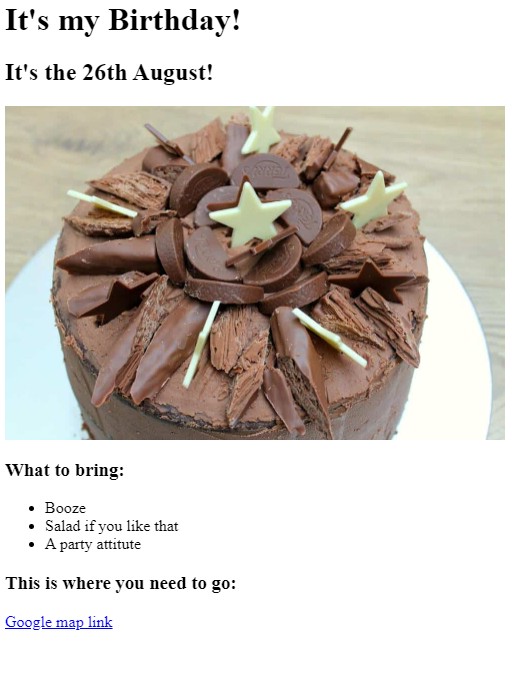 It's my Birthday!
It's the 26th August!
What to bring:
Booze
Salad if you like that
A party attitute
This is where you need to go:
Google map link